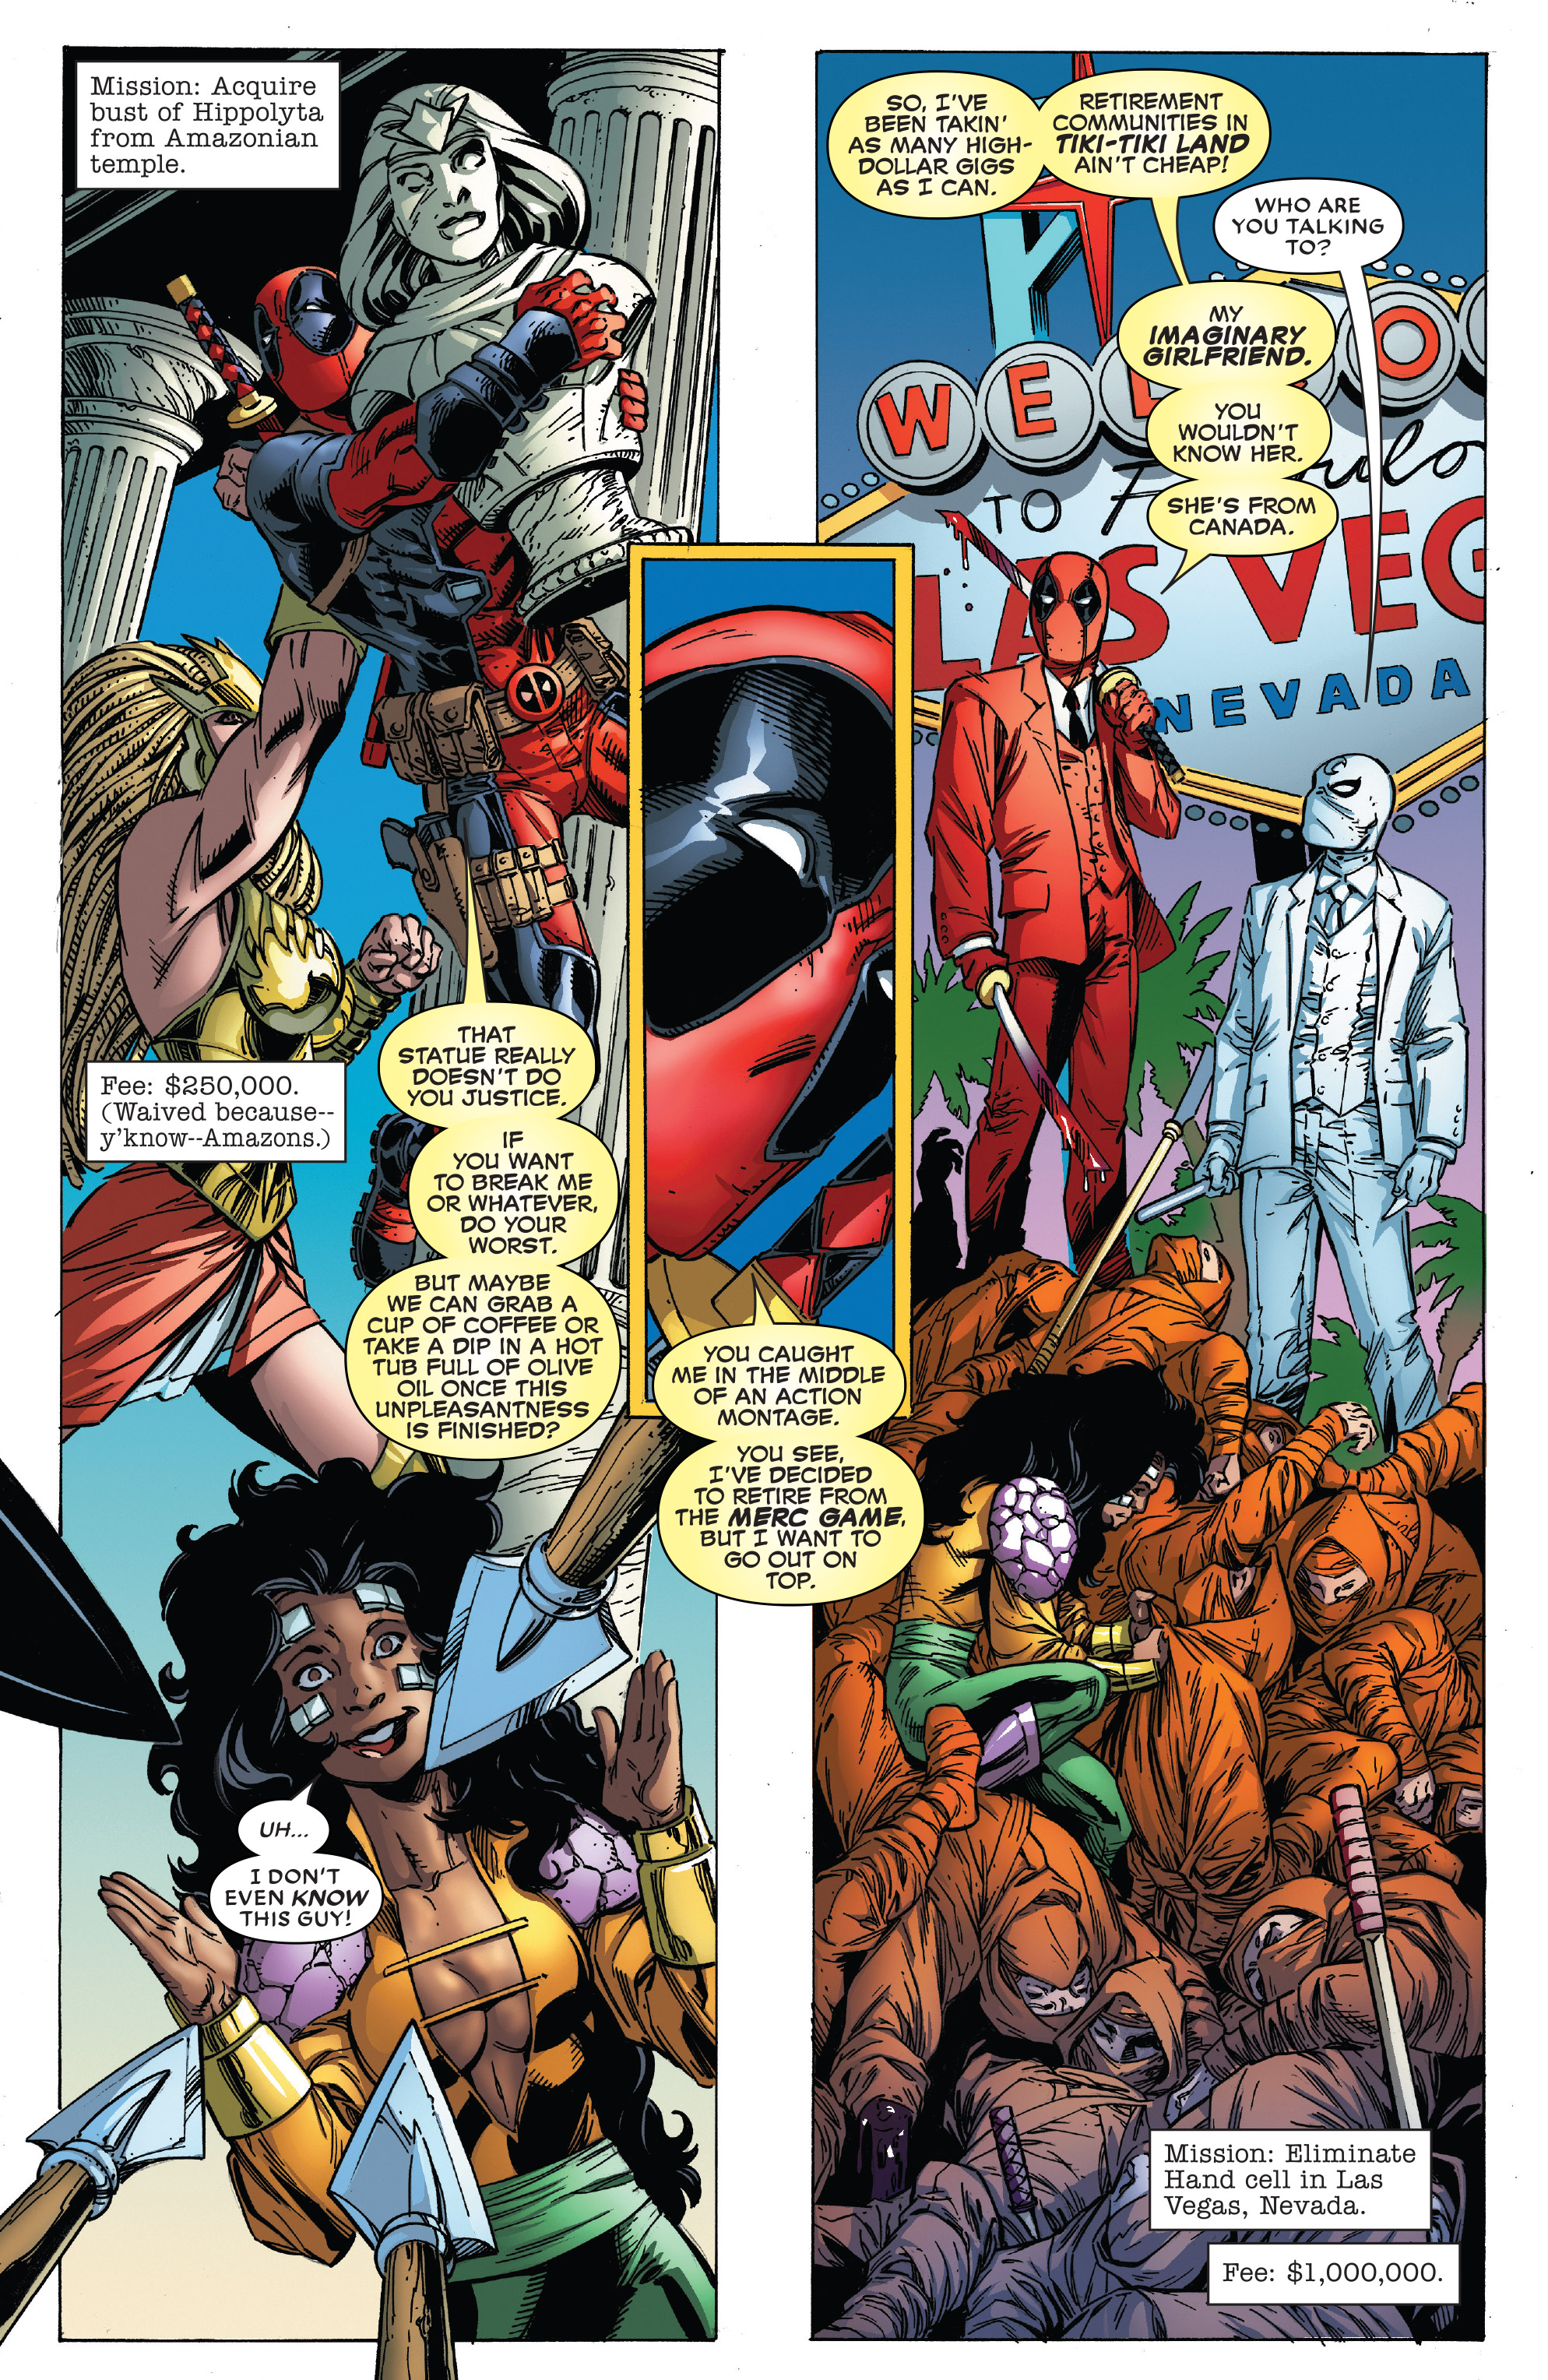 Mission: Acquire
bust of Hippolyta
from Amazonian
temple.
Fee: $250,000.
(Waived because--
y'know--Amazons.)
THAT
STATUE REALLY
DOESN'T DO
YOU JUSTICE.
IF
YOU WANT
TO BREAK ME
OR WHATEVER,
DO YOUR
WORST.
BUT MAYBE
WE CAN GRAB A
CUP OF COFFEE OR
TAKE A DIP IN A HOT
TUB FULL OF OLIVE
OIL ONCE THIS
UNPLEASANTNESS
IS FINISHED?
UH...
I DON'T
EVEN KNOW
THIS GUY!
YOU CAUGHT
ME IN THE MIDDLE
OF AN ACTION
MONTAGE.
YOU SEE,
I'VE DECIDED
TO RETIRE FROM
THE MERC GAME,
BUT I WANT TO
GO OUT ON
TOP.
SO, I'VE
BEEN TAKIN'
AS MANY HIGH-
DOLLAR GIGS
AS I CAN.
RETIREMENT
COMMUNITIES IN
TIKI-TIKI LAND
AIN'T CHEAP!
WHO ARE
YOU TALKING
TO?
MY
IMAGINARY
GIRLFRIEND.
YOU
WOULDN'T
KNOW HER.
SHE'S FROM
CANADA.
Y
WEL O
TO F ulo
LAS VEG
NEVADA
Mission: Eliminate
Hand cell in Las
Vegas, Nevada.
Fee: $1,000,000.